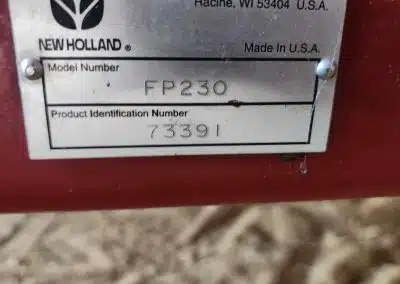 Racine, WI 53404 U.S.A.
NEW HOLLAND ®
Made in U.S.A.
Model Number
FP230
Product Identification Number
73391